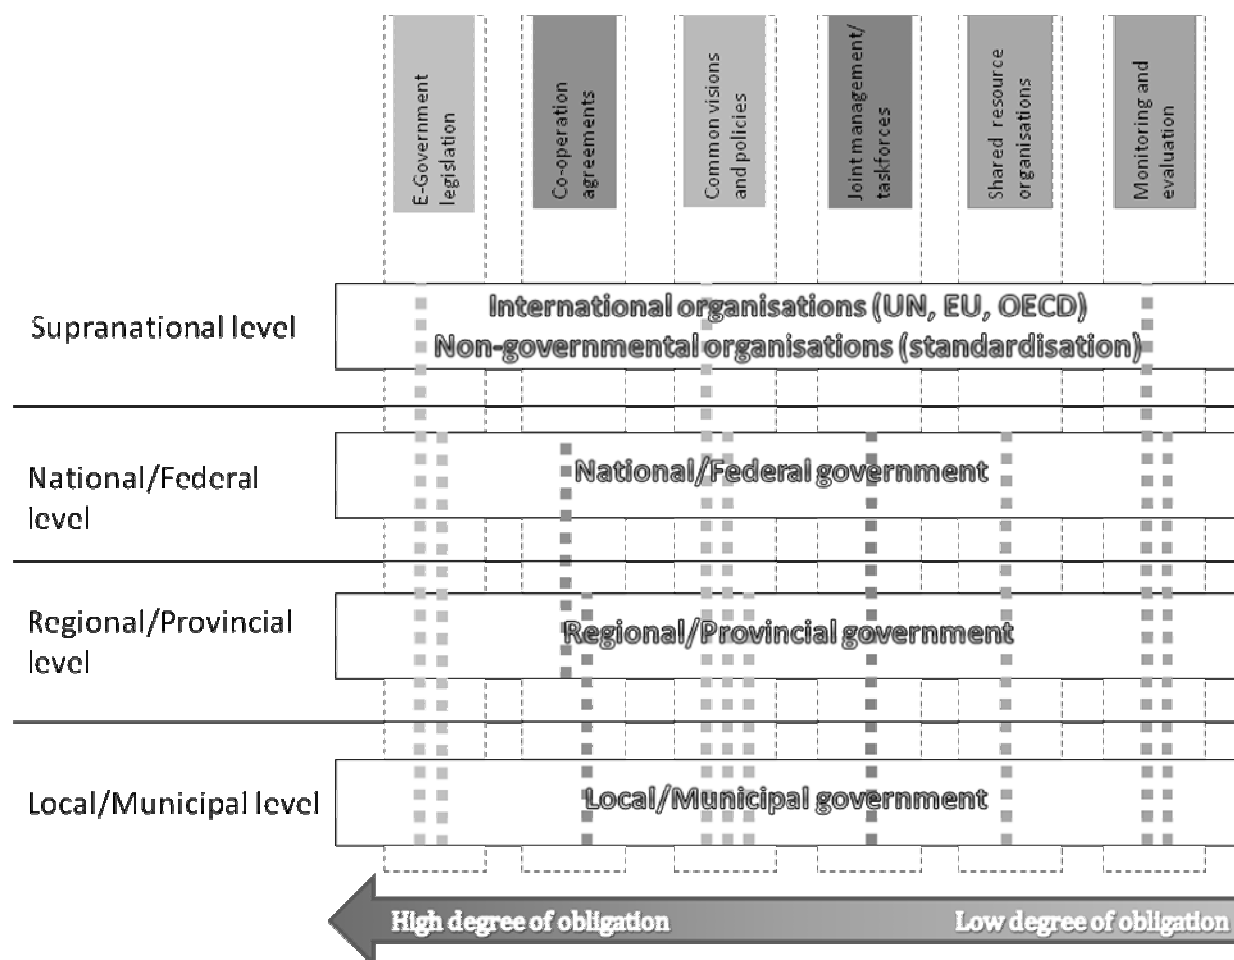 E-Government
legislation
Co-operation
agreements
Common visions
and policies
Joint management/
taskforces
Shared resource
organisations
Monitoring and
evaluation
Supranational level
International organisations (UN, EU, OECD)
Non-governmental organisations (standardisation)
National/Federal
level
National/Federal government
Regional/Provincial
level
Regional/Provincial government
Local/Municipal level
Local/Municipal government
High degree of obligation
Low degree of obligation